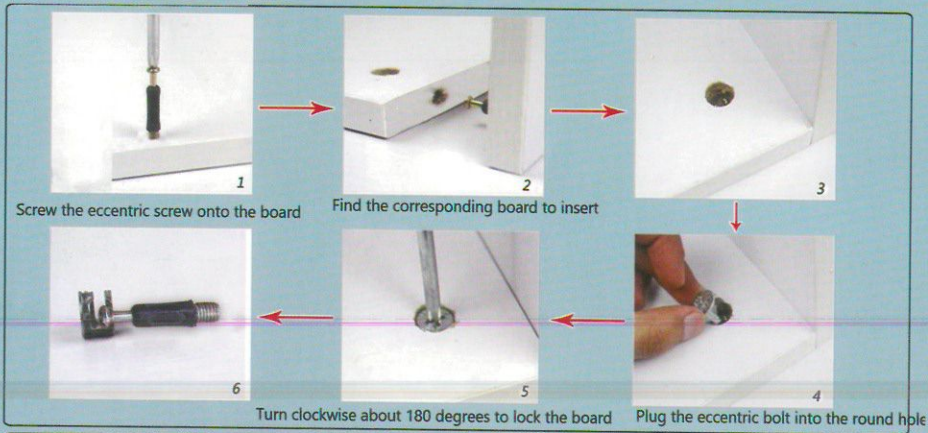 1
Screw the eccentric screw onto the board
2
Find the corresponding board to insert
3
4
Plug the eccentric bolt into the round hole
5
Turn clockwise about 180 degrees to lock the board
6